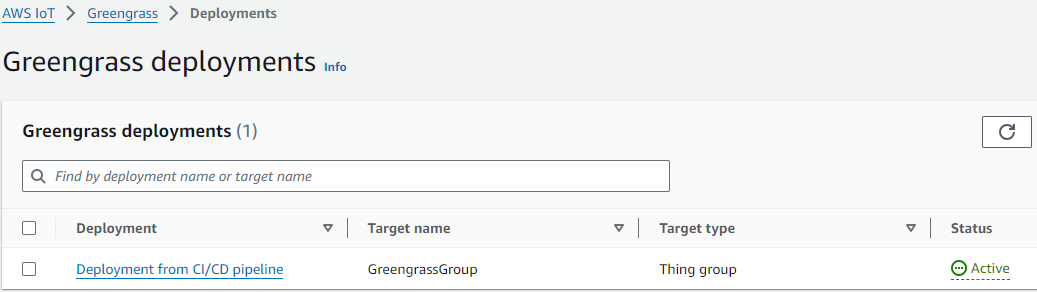 AWS IoT > Greengrass > Deployments
Greengrass deployments Info
Greengrass deployments (1)
Find by deployment name or target name
Deployment Target name Target type Status
Deployment from CI/CD pipeline GreengrassGroup Thing group Active